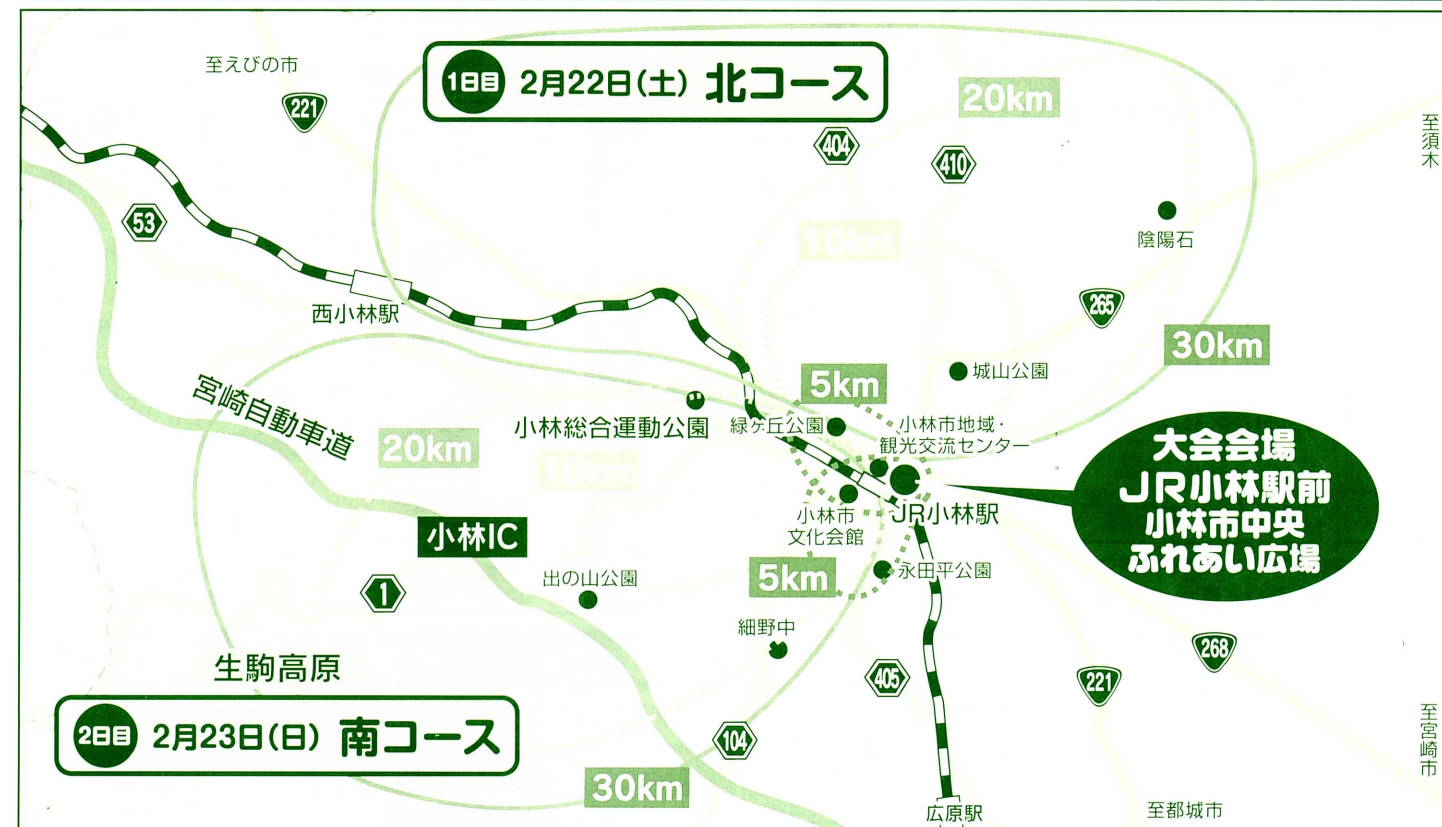 至えびの市
221
1日目 2月22日(土) 北コース
20km
404
410
至須木
53
10km
陰陽石
265
西小林駅
30km
城山公園
5km
宮崎自動車道
小林総合運動公園
緑ヶ丘公園
小林市地域・
観光交流センター
20km
10km
大会会場
JR小林駅前
小林市中央
ふれあい広場
小林市
文化会館
JR小林駅
小林IC
出の山公園
5km
永田平公園
1
細野中
生駒高原
405
221
268
2日目 2月23日(日) 南コース
104
至宮崎市
30km
広原駅
至都城市